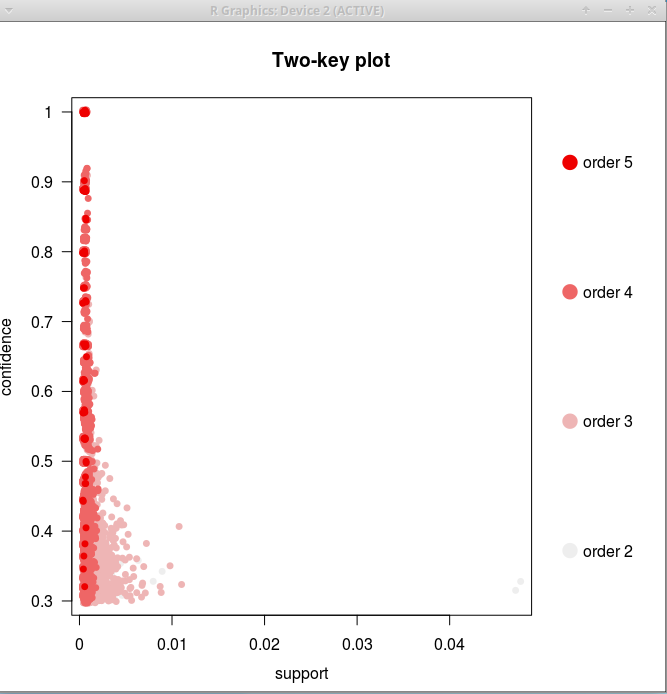 R Graphics: Device 2 (ACTIVE)
Two-key plot
1
0.9
0.8
0.7
0.6
0.5
0.4
0.3
confidence
0
0.01
0.02
0.03
0.04
support
order 5
order 4
order 3
order 2